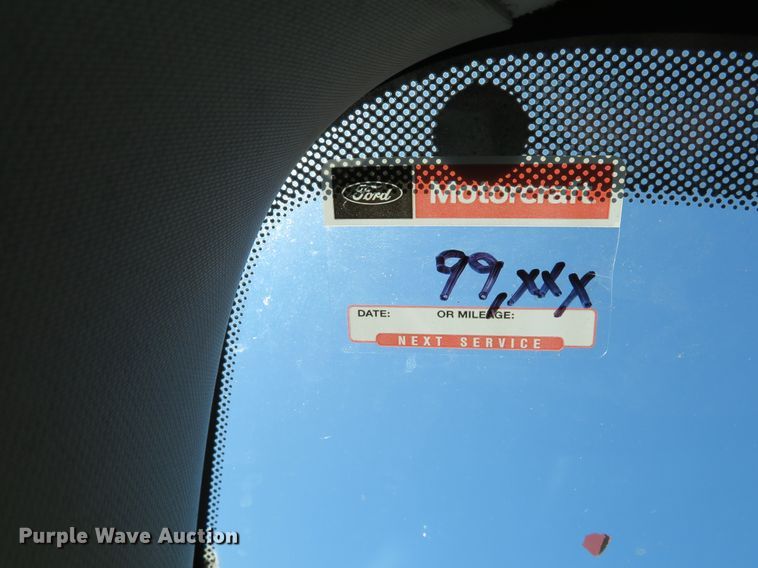 Ford Motorcraft
99,xxx
DATE: OR MILEAGE:
NEXT SERVICE
Purple Wave Auction